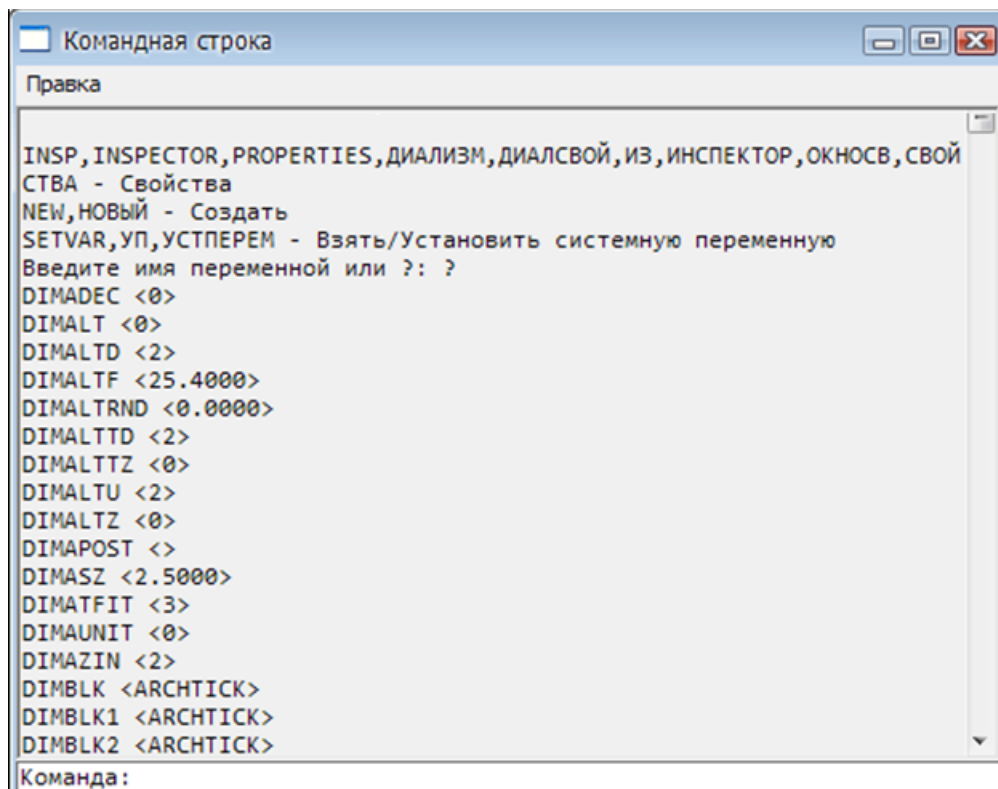 Командная строка
Правка
INSP,INSPECTOR,PROPERTIES,ДИАЛИЗМ,ДИАЛСВОЙ,ИЗ,ИНСПЕКТОР,ОКНОСВ,СВОЙ
СТВА - Свойства
NEW,НОВЫЙ - Создать
SETVAR,УП,УСТПЕРЕМ - Взять/Установить системную переменную
Введите имя переменной или ?: ?
DIMADEC <0>
DIMALT <0>
DIMALTD <2>
DIMALTF <25.4000>
DIMALTRND <0.0000>
DIMALTTD <2>
DIMALTTZ <0>
DIMALTU <2>
DIMALTZ <0>
DIMAPOST <>
DIMASZ <2.5000>
DIMATFIT <3>
DIMAUNIT <0>
DIMAZIN <2>
DIMBLK <ARCHTICK>
DIMBLK1 <ARCHTICK>
DIMBLK2 <ARCHTICK>
Команда: